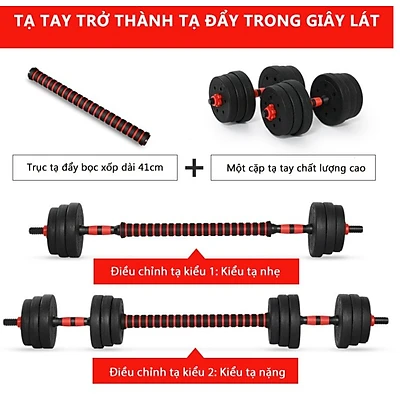 TẠ TAY TRỞ THÀNH TẠ ĐẨY TRONG GIÂY LÁT
Trục tạ đẩy bọc xốp dài 41cm
Một cặp tạ tay chất lượng cao
Điều chỉnh tạ kiểu 1: Kiểu tạ nhẹ
Điều chỉnh tạ kiểu 2: Kiểu tạ nặng